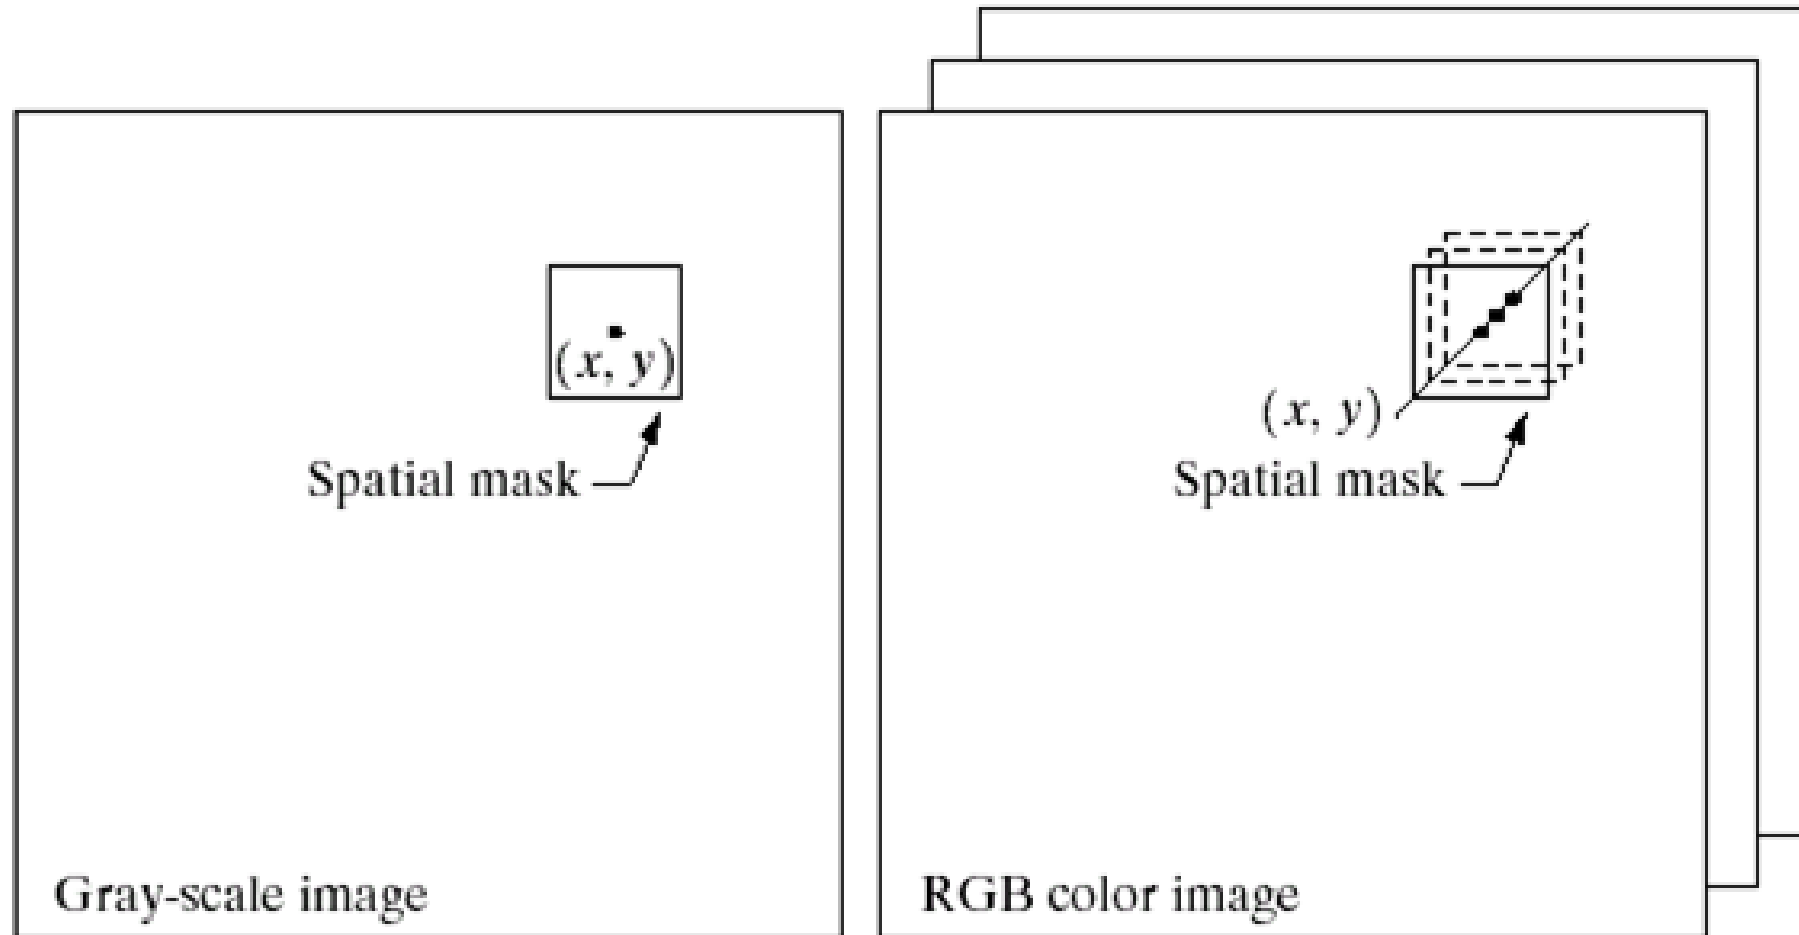 (x, y)
Spatial mask
Gray-scale image
(x, y)
Spatial mask
RGB color image